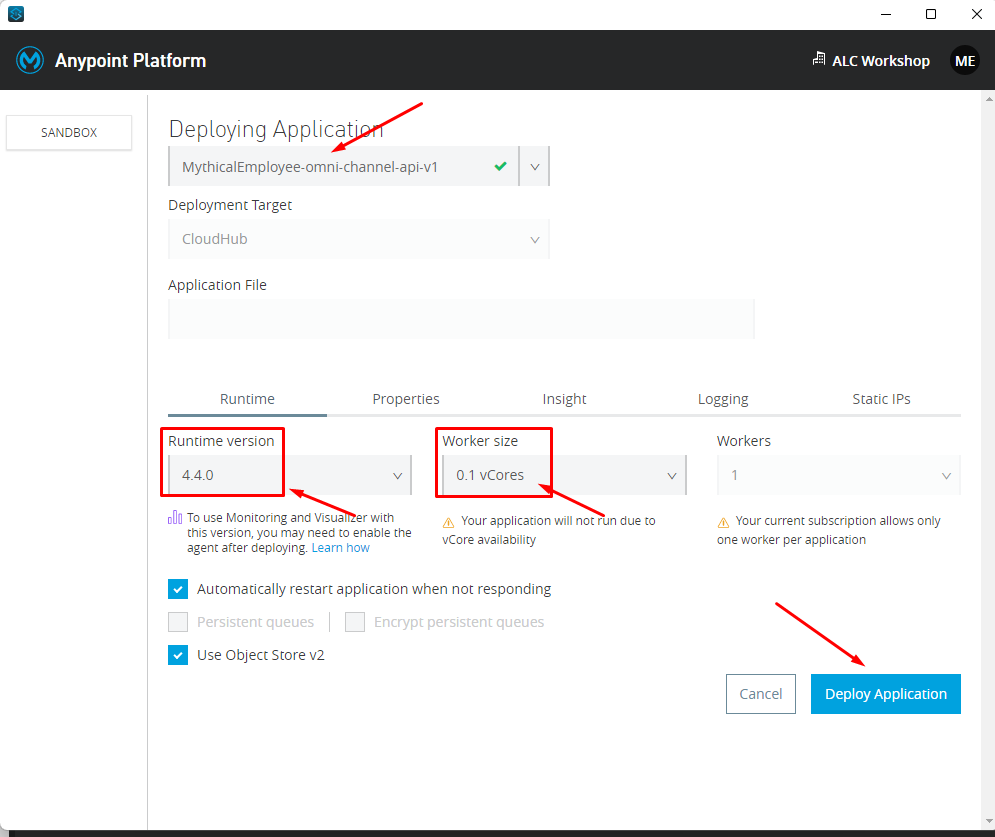 Anypoint Platform
ALC Workshop
ME
SANDBOX
Deploying Application
MythicalEmployee-omni-channel-api-v1
Deployment Target
CloudHub
Application File
Runtime
Properties
Insight
Logging
Static IPs
Runtime version
4.4.0
To use Monitoring and Visualizer with
this version, you may need to enable the
agent after deploying. Learn how
Worker size
0.1 vCores
Your application will not run due to
vCore availability
Workers
1
Your current subscription allows only
one worker per application
Automatically restart application when not responding
Persistent queues
Encrypt persistent queues
Use Object Store v2
Cancel
Deploy Application